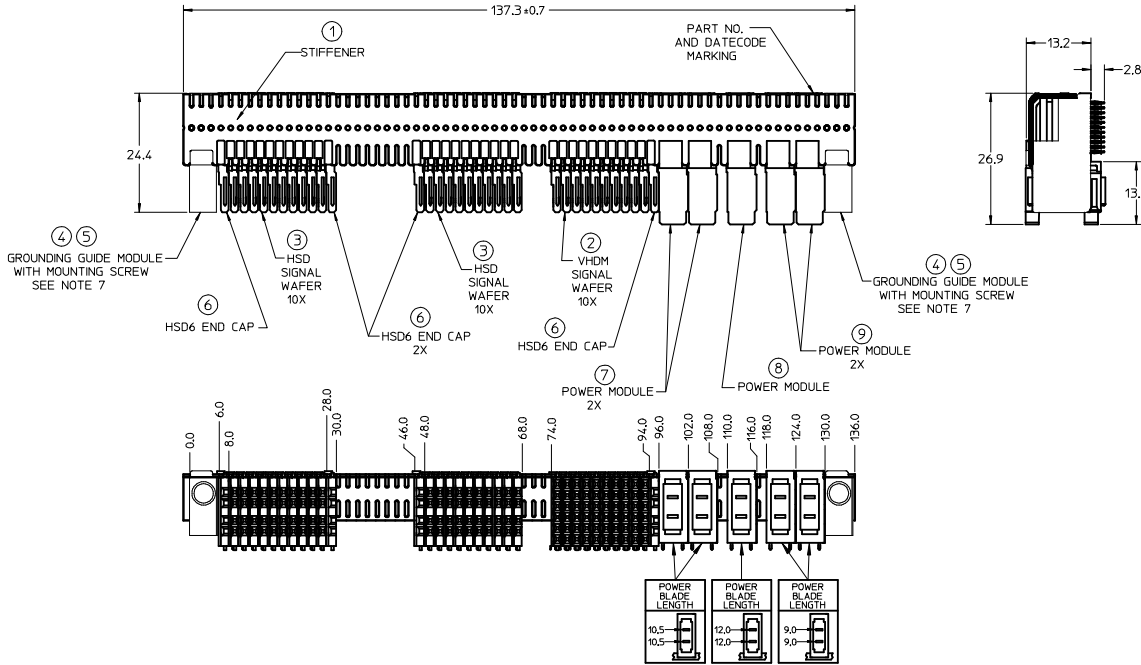 137.3±0.7
1
STIFFENER
PART NO.
AND DATECODE
MARKING
13.2
2.8
24.4
26.9
13.
4 5
GROUNDING GUIDE MODULE
WITH MOUNTING SCREW
SEE NOTE 7
3
HSD
SIGNAL
WAFER
10X
6
HSD6 END CAP
3
HSD
SIGNAL
WAFER
10X
6
HSD6 END CAP
2X
2
VHDM
SIGNAL
WAFER
10X
6
HSD6 END CAP
7
POWER MODULE
2X
8
POWER MODULE
9
POWER MODULE
2X
4 5
GROUNDING GUIDE MODULE
WITH MOUNTING SCREW
SEE NOTE 7
0.0
6.0
8.0
28.0
30.0
46.0
48.0
68.0
74.0
94.0
96.0
102.0
108.0
110.0
116.0
118.0
124.0
130.0
136.0
POWER
BLADE
LENGTH
10.5
10.5
POWER
BLADE
LENGTH
12.0
12.0
POWER
BLADE
LENGTH
9.0
9.0